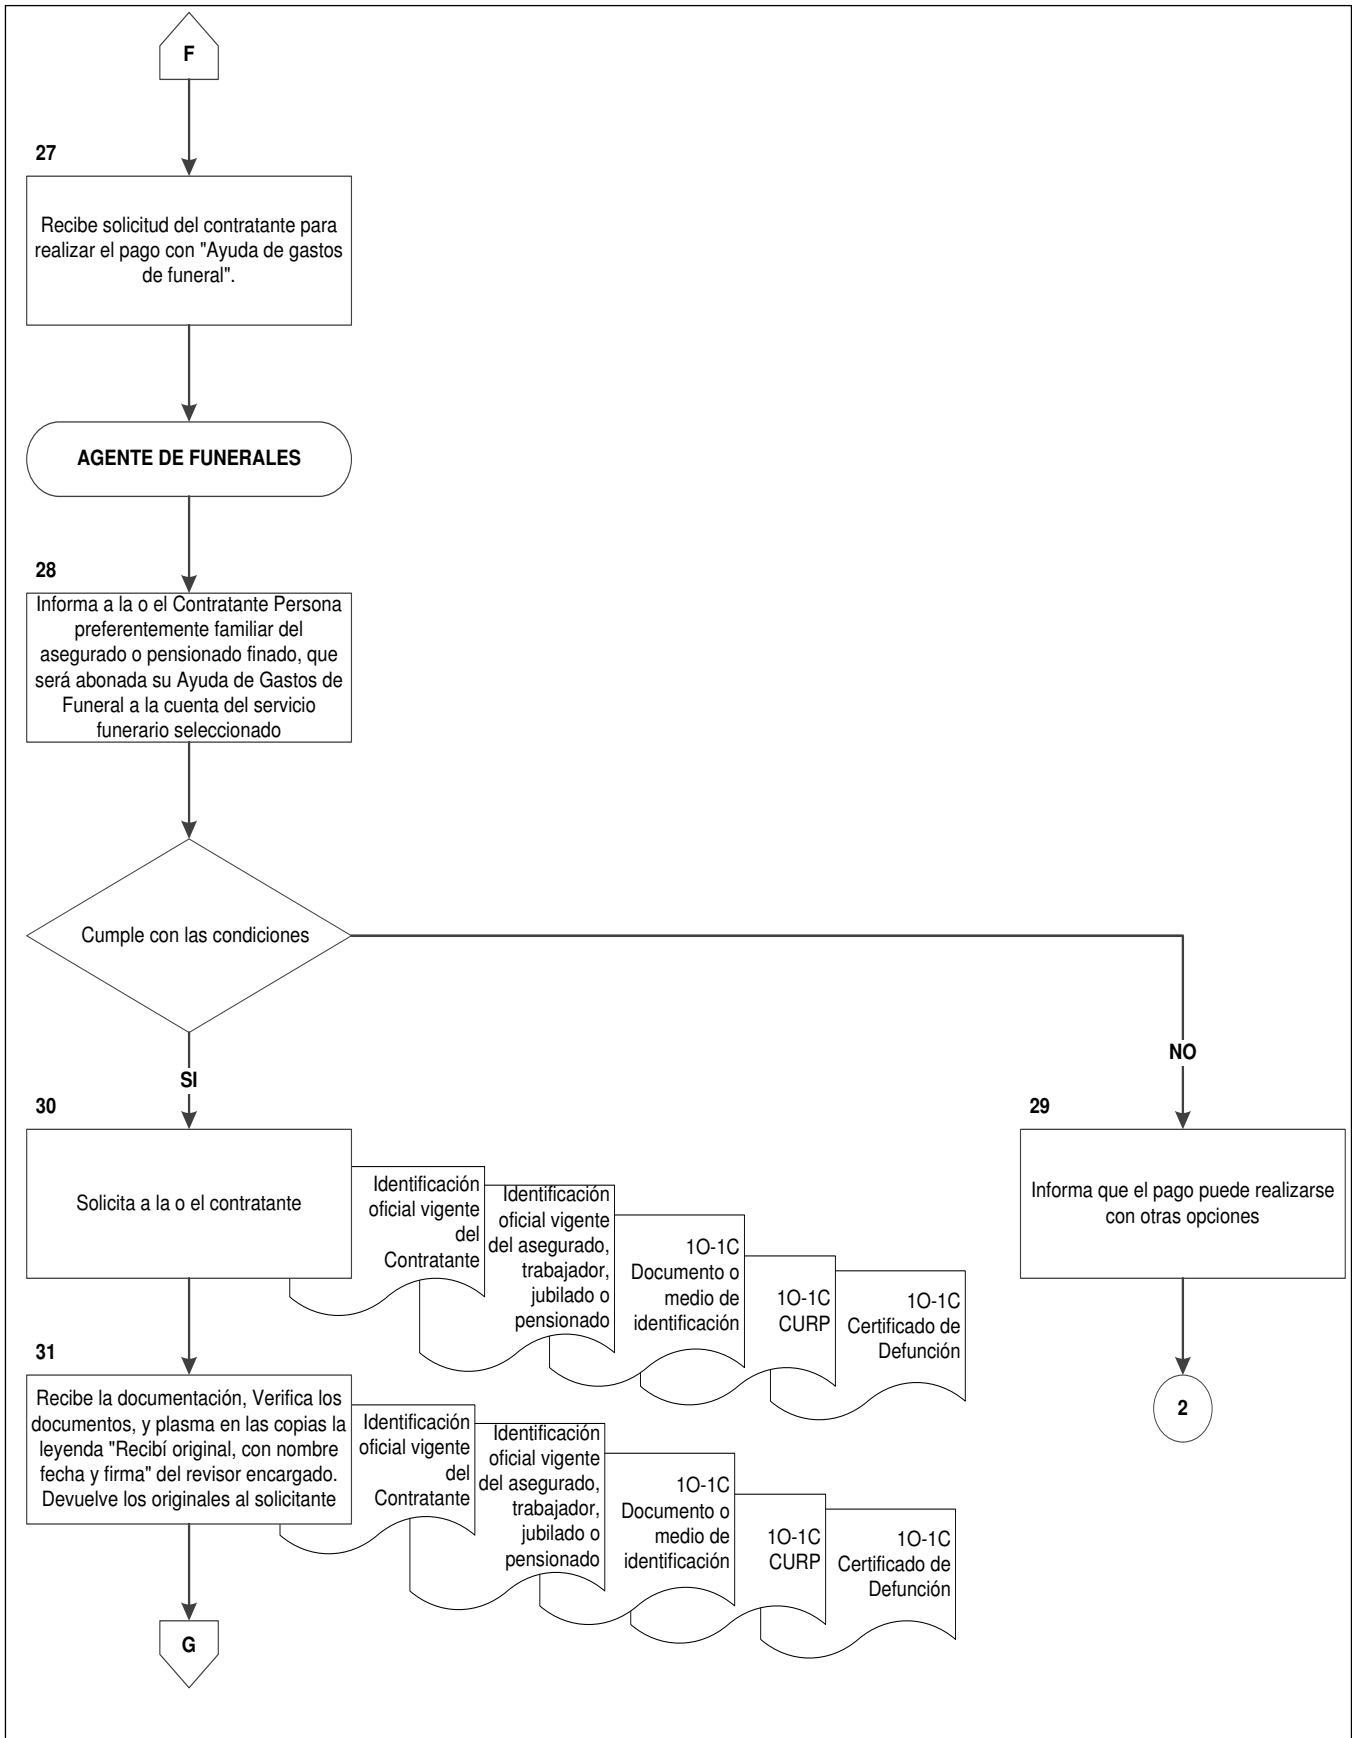 F
27
Recibe solicitud del contratante para
realizar el pago con "Ayuda de gastos
de funeral".
AGENTE DE FUNERALES
28
Informa a la o el Contratante Persona
preferentemente familiar del
asegurado o pensionado finado, que
será abonada su Ayuda de Gastos de
Funeral a la cuenta del servicio
funerario seleccionado
Cumple con las condiciones
SI
NO
30
Solicita a la o el contratante
Identificación
oficial vigente
del
Contratante
Identificación
oficial vigente
del asegurado,
trabajador,
jubilado o
pensionado
1O-1C
Documento o
medio de
identificación
1O-1C
CURP
1O-1C
Certificado de
Defunción
29
Informa que el pago puede realizarse
con otras opciones
2
31
Recibe la documentación, Verifica los
documentos, y plasma en las copias la
leyenda "Recibí original, con nombre
fecha y firma" del revisor encargado.
Devuelve los originales al solicitante
Identificación
oficial vigente
del
Contratante
Identificación
oficial vigente
del asegurado,
trabajador,
jubilado o
pensionado
1O-1C
Documento o
medio de
identificación
1O-1C
CURP
1O-1C
Certificado de
Defunción
G